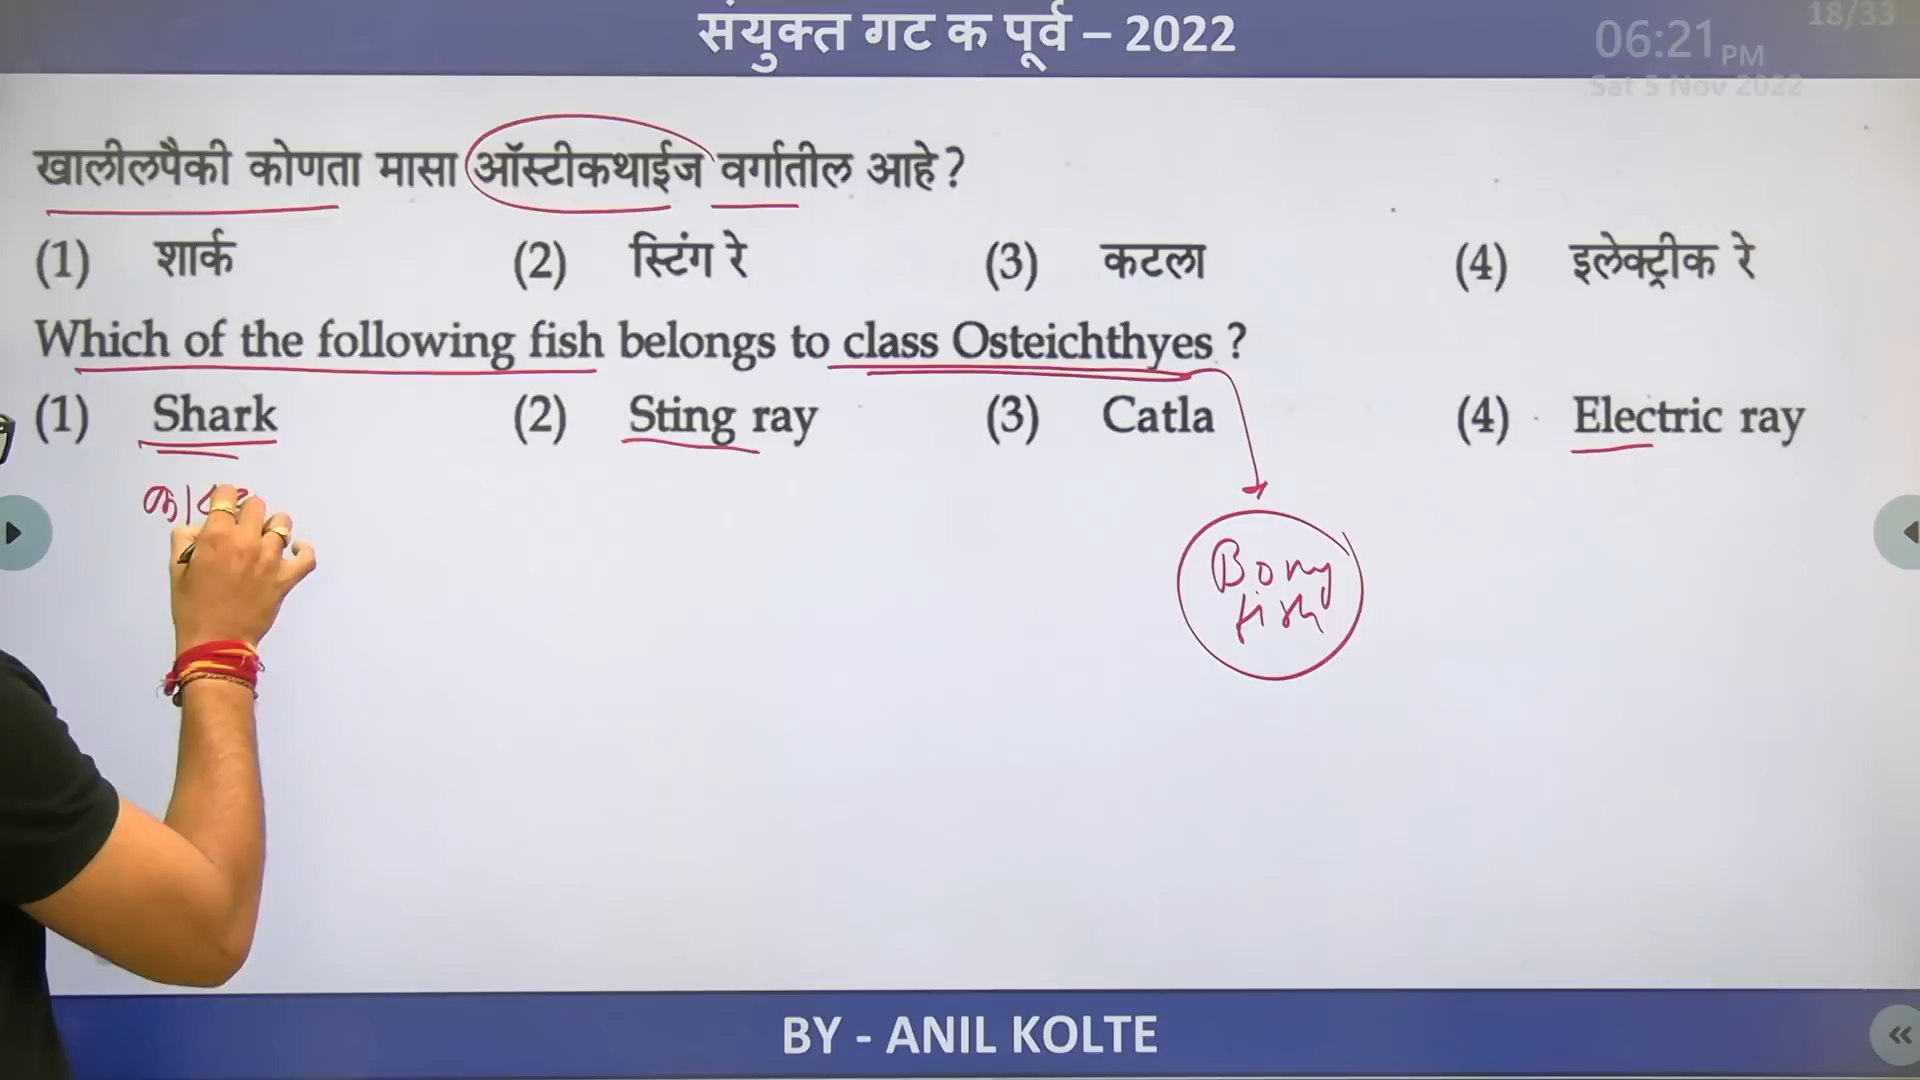 संयुक्त गट क पूर्व – 2022
18/33
06:21 PM
Sat 5 Nov 2022
खालीलपैकी कोणता मासा ऑस्टीकथाईज वर्गातील आहे ?
(1) शार्क (2) स्टिंग रे (3) कटला (4) इलेक्ट्रीक रे
Which of the following fish belongs to class Osteichthyes ?
(1) Shark (2) Sting ray (3) Catla (4) Electric ray
Bony
fish
BY - ANIL KOLTE